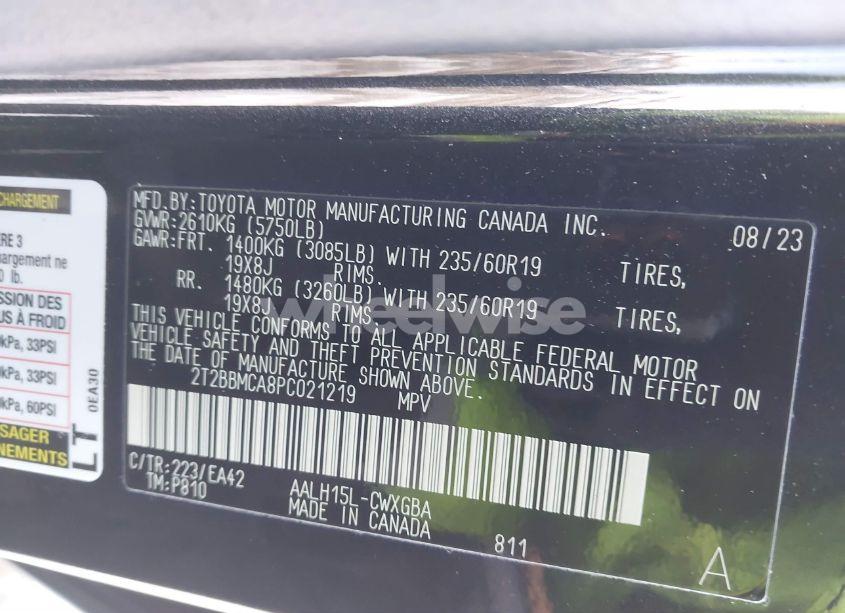 CHARGEMENT
ÈRE 3
chargement ne
0 lb.
ESSION DES
US À FROID
kPa, 33PSI
kPa, 33PSI
kPa, 60PSI
SAGER
NEMENTS
LT
0EA30
MFD.BY:TOYOTA MOTOR MANUFACTURING CANADA INC. 08/23
GVWR:2610KG (5750LB)
GAWR:FRT. 1400KG (3085LB) WITH 235/60R19 TIRES,
19X8J RIMS.
RR. 1480KG (3260LB) WITH 235/60R19 TIRES,
19X8J RIMS.
THIS VEHICLE CONFORMS TO ALL APPLICABLE FEDERAL MOTOR
VEHICLE SAFETY AND THEFT PREVENTION STANDARDS IN EFFECT ON
THE DATE OF MANUFACTURE SHOWN ABOVE.
2T2BBMCA8PC021219 MPV
C/TR:223/EA42
TM:P810
AALH15L-CWXGBA
MADE IN CANADA
811
A
wheelwise